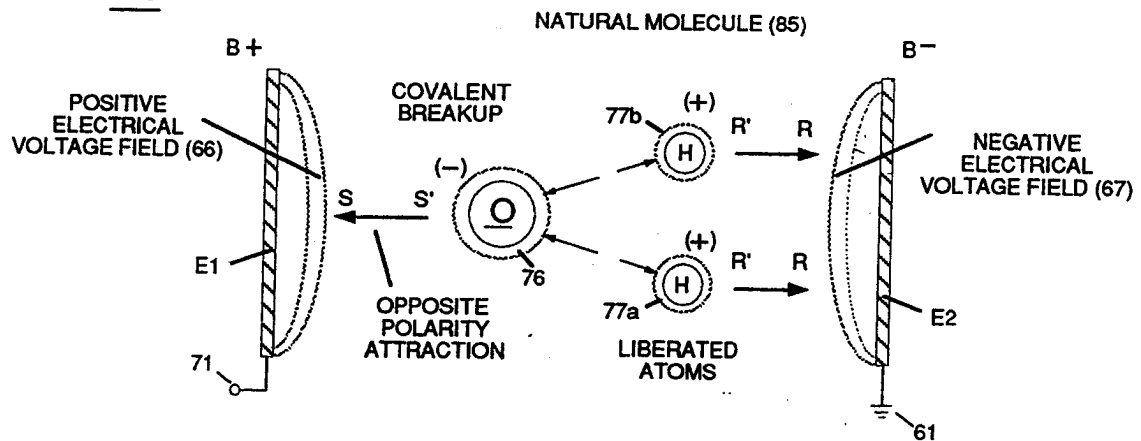 NATURAL MOLECULE (85)
B+
B-
POSITIVE
ELECTRICAL
VOLTAGE FIELD (66)
COVALENT
BREAKUP
77b
(+)
H
R'
R
NEGATIVE
ELECTRICAL
VOLTAGE FIELD (67)
(-)
S
S'
O
76
E1
(+)
H
R'
R
77a
E2
OPPOSITE
POLARITY
ATTRACTION
LIBERATED
ATOMS
71
61